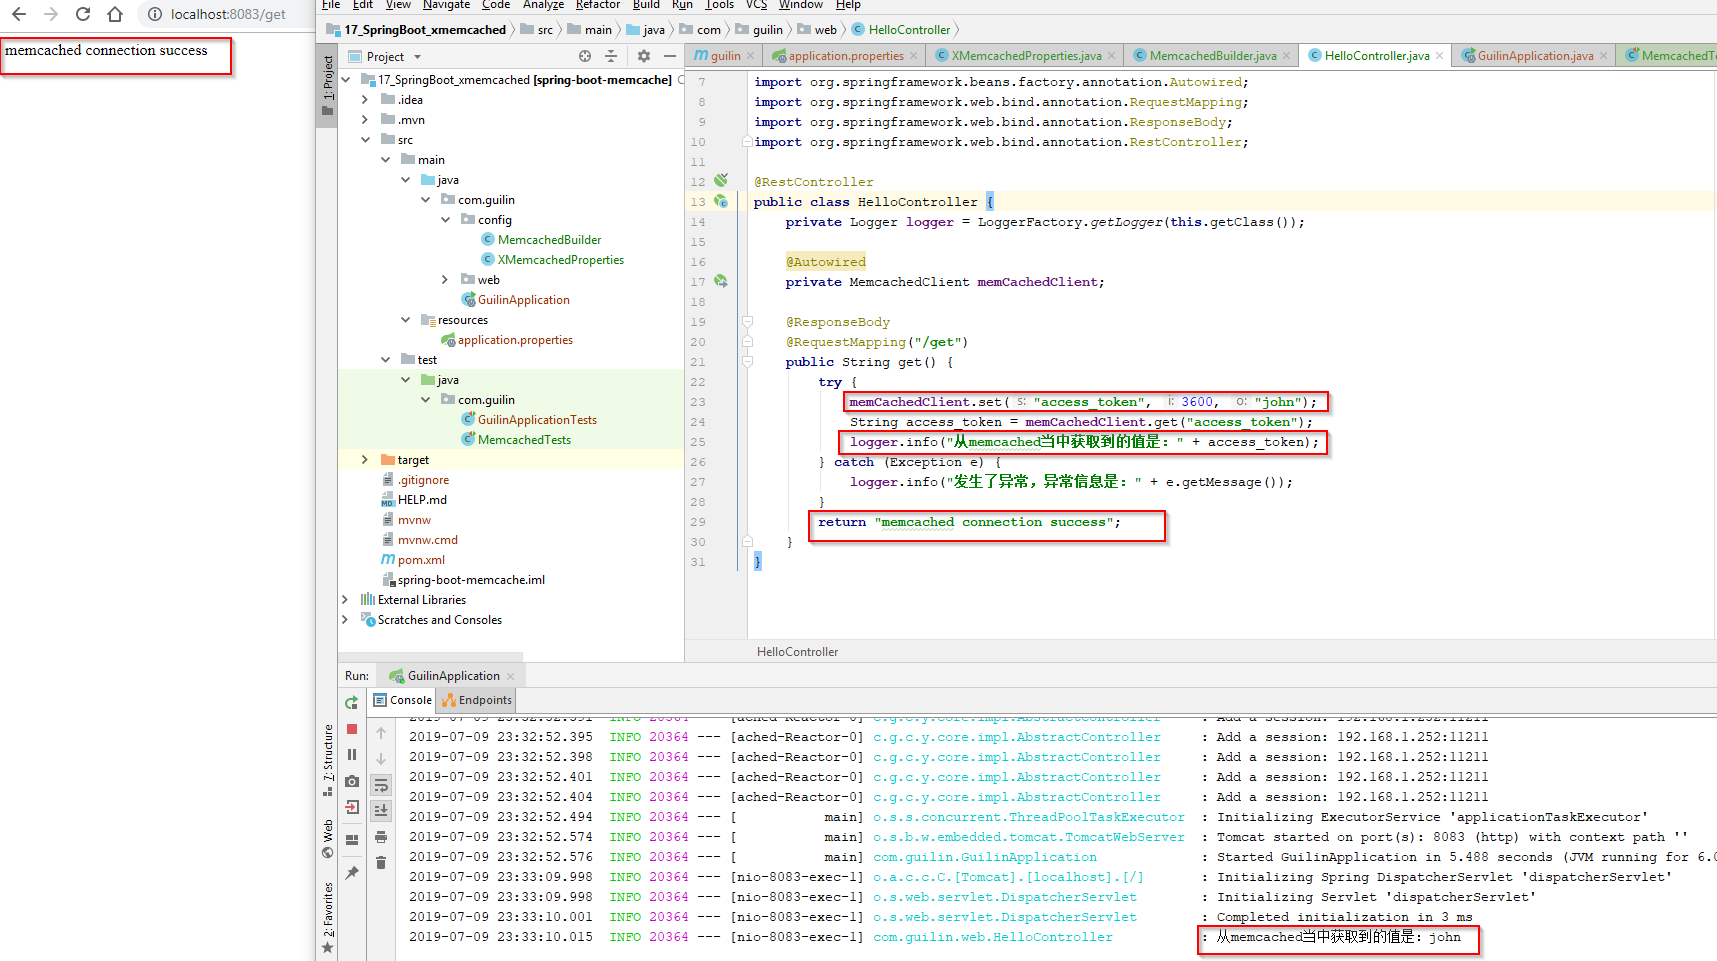 localhost:8083/get
memcached connection success
File Edit View Navigate Code Analyze Refactor Build Run Tools VCS Window Help
17_SpringBoot_xmemcached src main java com guilin web HelloController
1: Project
Project
guilin application.properties XMemcachedProperties.java MemcachedBuilder.java HelloController.java GuilinApplication.java
17_SpringBoot_xmemcached [spring-boot-memcache]
.idea
.mvn
src
main
java
com.guilin
config
MemcachedBuilder
XMemcachedProperties
web
GuilinApplication
resources
application.properties
test
java
com.guilin
GuilinApplicationTests
MemcachedTests
target
.gitignore
HELP.md
mvnw
mvnw.cmd
pom.xml
spring-boot-memcache.iml
External Libraries
Scratches and Consoles
7 import org.springframework.beans.factory.annotation.Autowired;
8 import org.springframework.web.bind.annotation.RequestMapping;
9 import org.springframework.web.bind.annotation.ResponseBody;
10 import org.springframework.web.bind.annotation.RestController;
11
12 @RestController
13 public class HelloController {
14 private Logger logger = LoggerFactory.getLogger(this.getClass());
15
16 @Autowired
17 private MemcachedClient memCachedClient;
18
19 @ResponseBody
20 @RequestMapping("/get")
21 public String get() {
22 try {
23 memCachedClient.set( s: "access_token", i: 3600, o: "john");
24 String access_token = memCachedClient.get("access_token");
25 logger.info("从memcached当中获取到的值是：" + access_token);
26 } catch (Exception e) {
27 logger.info("发生了异常，异常信息是：" + e.getMessage());
28 }
29 return "memcached connection success";
30 }
31 }
HelloController
Run: GuilinApplication
Console Endpoints
7: Structure
Web
2: Favorites
2019-07-09 23:32:52.391 INFO 20364 --- [ached-Reactor-0] c.g.c.y.core.impl.AbstractController : Add a session: 192.168.1.252:11211
2019-07-09 23:32:52.395 INFO 20364 --- [ached-Reactor-0] c.g.c.y.core.impl.AbstractController : Add a session: 192.168.1.252:11211
2019-07-09 23:32:52.398 INFO 20364 --- [ached-Reactor-0] c.g.c.y.core.impl.AbstractController : Add a session: 192.168.1.252:11211
2019-07-09 23:32:52.401 INFO 20364 --- [ached-Reactor-0] c.g.c.y.core.impl.AbstractController : Add a session: 192.168.1.252:11211
2019-07-09 23:32:52.404 INFO 20364 --- [ached-Reactor-0] c.g.c.y.core.impl.AbstractController : Add a session: 192.168.1.252:11211
2019-07-09 23:32:52.494 INFO 20364 --- [ main] o.s.s.concurrent.ThreadPoolTaskExecutor : Initializing ExecutorService 'applicationTaskExecutor'
2019-07-09 23:32:52.574 INFO 20364 --- [ main] o.s.b.w.embedded.tomcat.TomcatWebServer : Tomcat started on port(s): 8083 (http) with context path ''
2019-07-09 23:32:52.576 INFO 20364 --- [ main] com.guilin.GuilinApplication : Started GuilinApplication in 5.488 seconds (JVM running for 6.0
2019-07-09 23:33:09.998 INFO 20364 --- [nio-8083-exec-1] o.a.c.c.C.[Tomcat].[localhost].[/] : Initializing Spring DispatcherServlet 'dispatcherServlet'
2019-07-09 23:33:09.998 INFO 20364 --- [nio-8083-exec-1] o.s.web.servlet.DispatcherServlet : Initializing Servlet 'dispatcherServlet'
2019-07-09 23:33:10.001 INFO 20364 --- [nio-8083-exec-1] o.s.web.servlet.DispatcherServlet : Completed initialization in 3 ms
2019-07-09 23:33:10.015 INFO 20364 --- [nio-8083-exec-1] com.guilin.web.HelloController : 从memcached当中获取到的值是：john